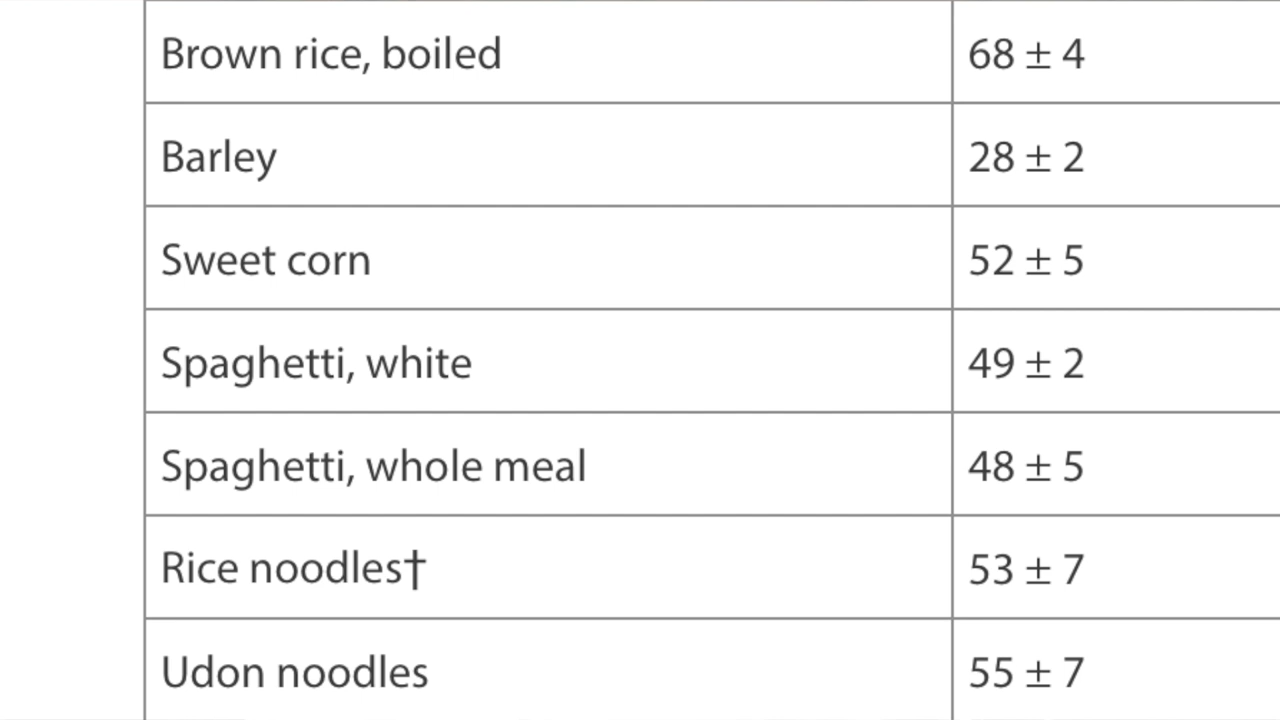 Brown rice, boiled 68 ± 4
Barley 28 ± 2
Sweet corn 52 ± 5
Spaghetti, white 49 ± 2
Spaghetti, whole meal 48 ± 5
Rice noodles† 53 ± 7
Udon noodles 55 ± 7